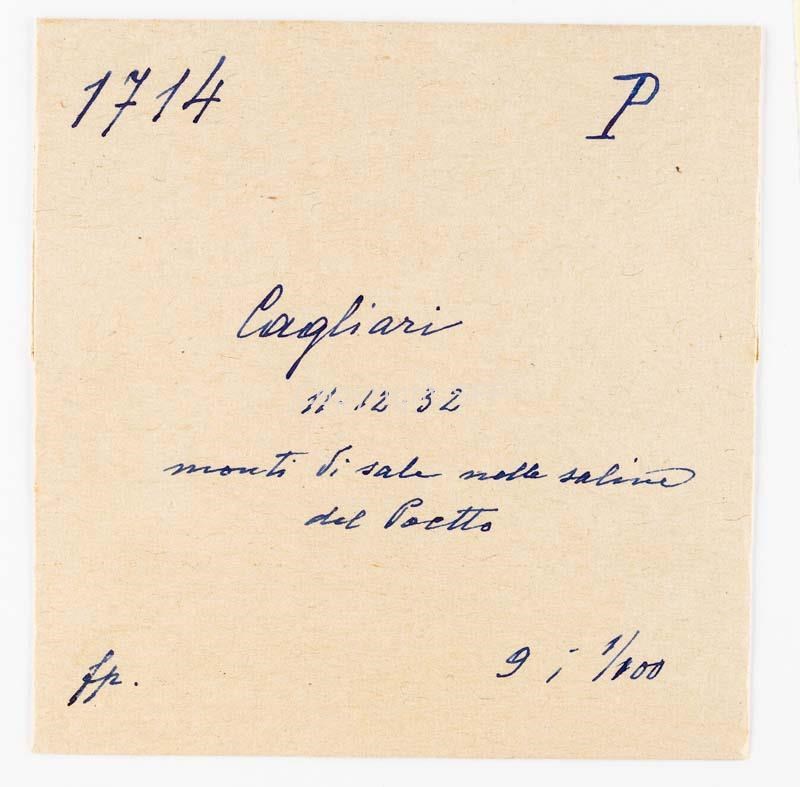 1714 P
Cagliari
11-12-32
monti di sale nelle saline
del Poetto
fp. 9 ; 1/100